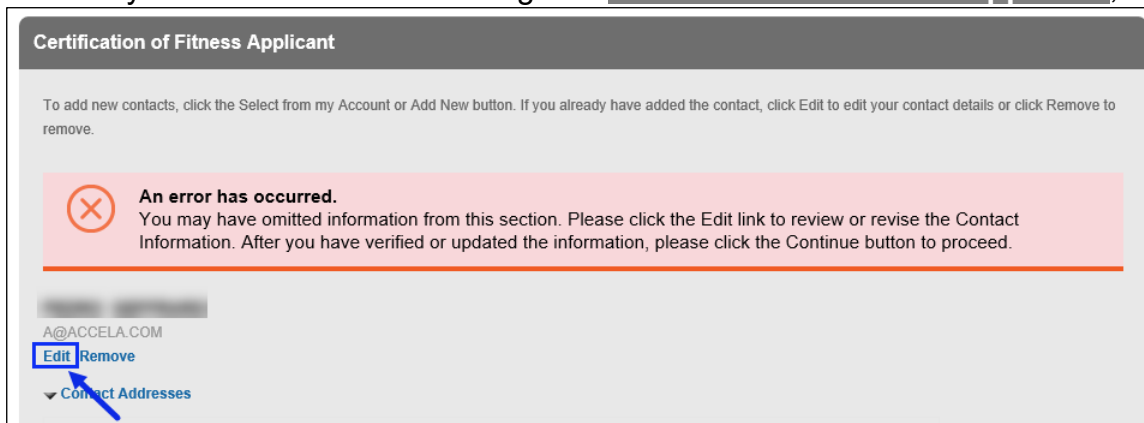 Certification of Fitness Applicant
To add new contacts, click the Select from my Account or Add New button. If you already have added the contact, click Edit to edit your contact details or click Remove to
remove.
An error has occurred.
You may have omitted information from this section. Please click the Edit link to review or revise the Contact
Information. After you have verified or updated the information, please click the Continue button to proceed.
A@ACCELA.COM
Edit Remove
Contact Addresses